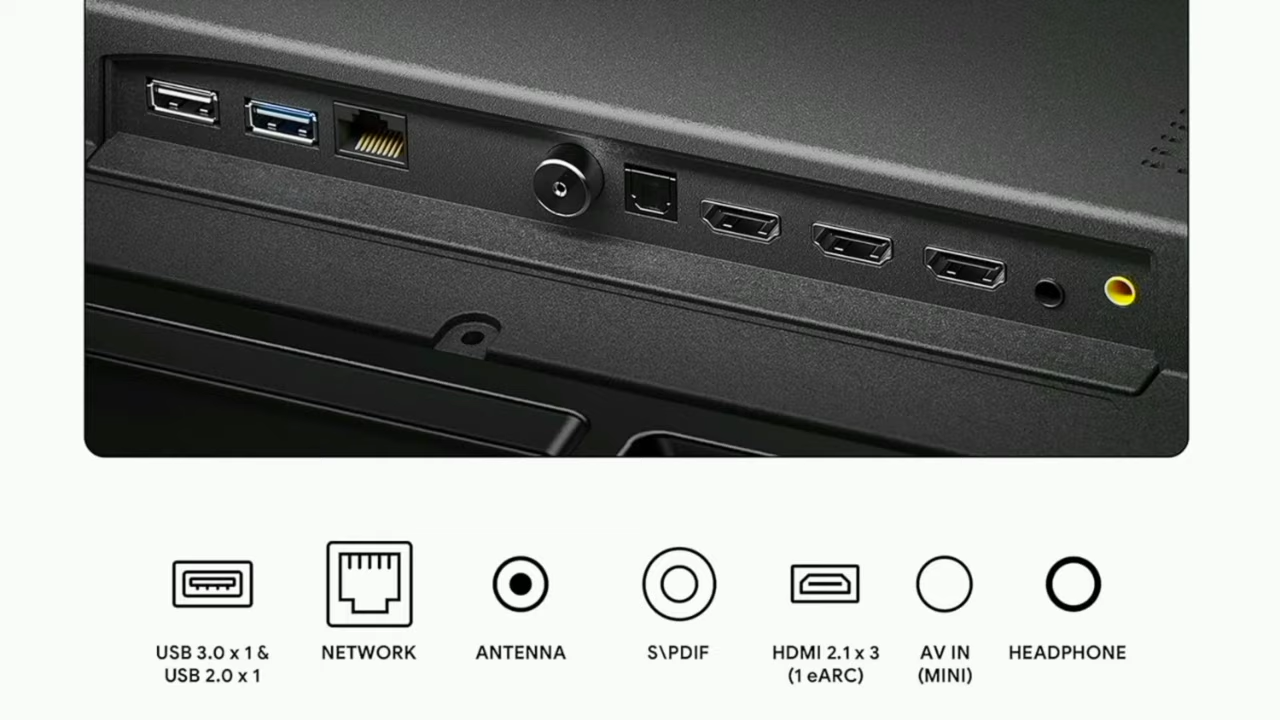 USB 3.0 x 1 &
USB 2.0 x 1
NETWORK
ANTENNA
S\PDIF
HDMI 2.1 x 3
(1 eARC)
AV IN
(MINI)
HEADPHONE